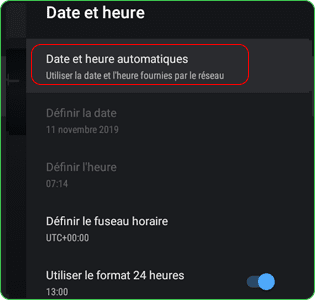 Date et heure
Date et heure automatiques
Utiliser la date et l'heure fournies par le réseau
Définir la date
11 novembre 2019
Définir l'heure
07:14
Définir le fuseau horaire
UTC+00:00
Utiliser le format 24 heures
13:00